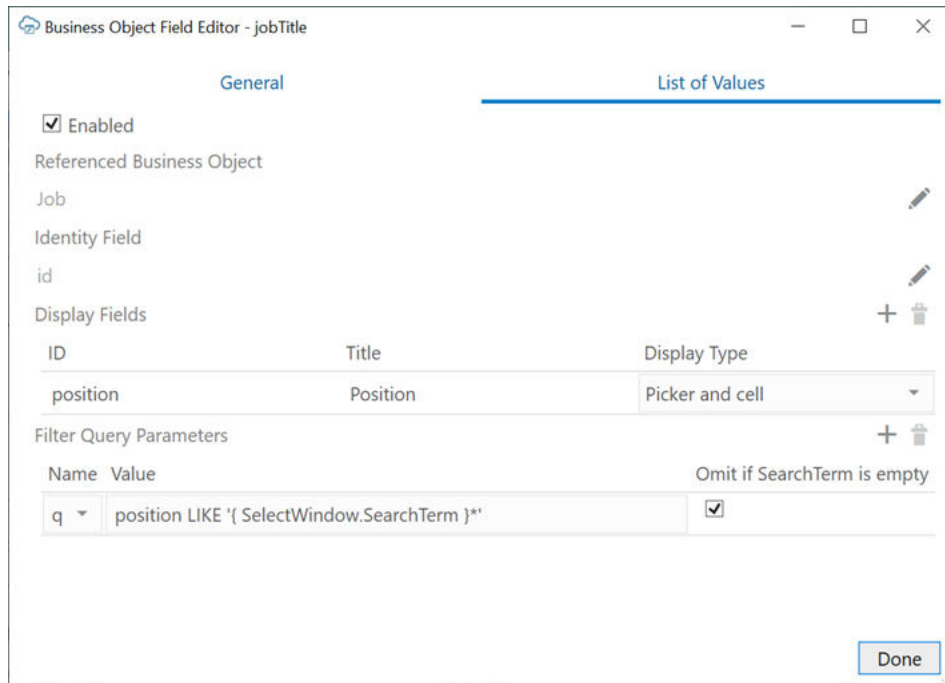 Business Object Field Editor - jobTitle
General List of Values
Enabled
Referenced Business Object
Job
Identity Field
id
Display Fields
ID Title Display Type
position Position Picker and cell
Filter Query Parameters
Name Value Omit if SearchTerm is empty
q position LIKE '{ SelectWindow.SearchTerm }*'
Done